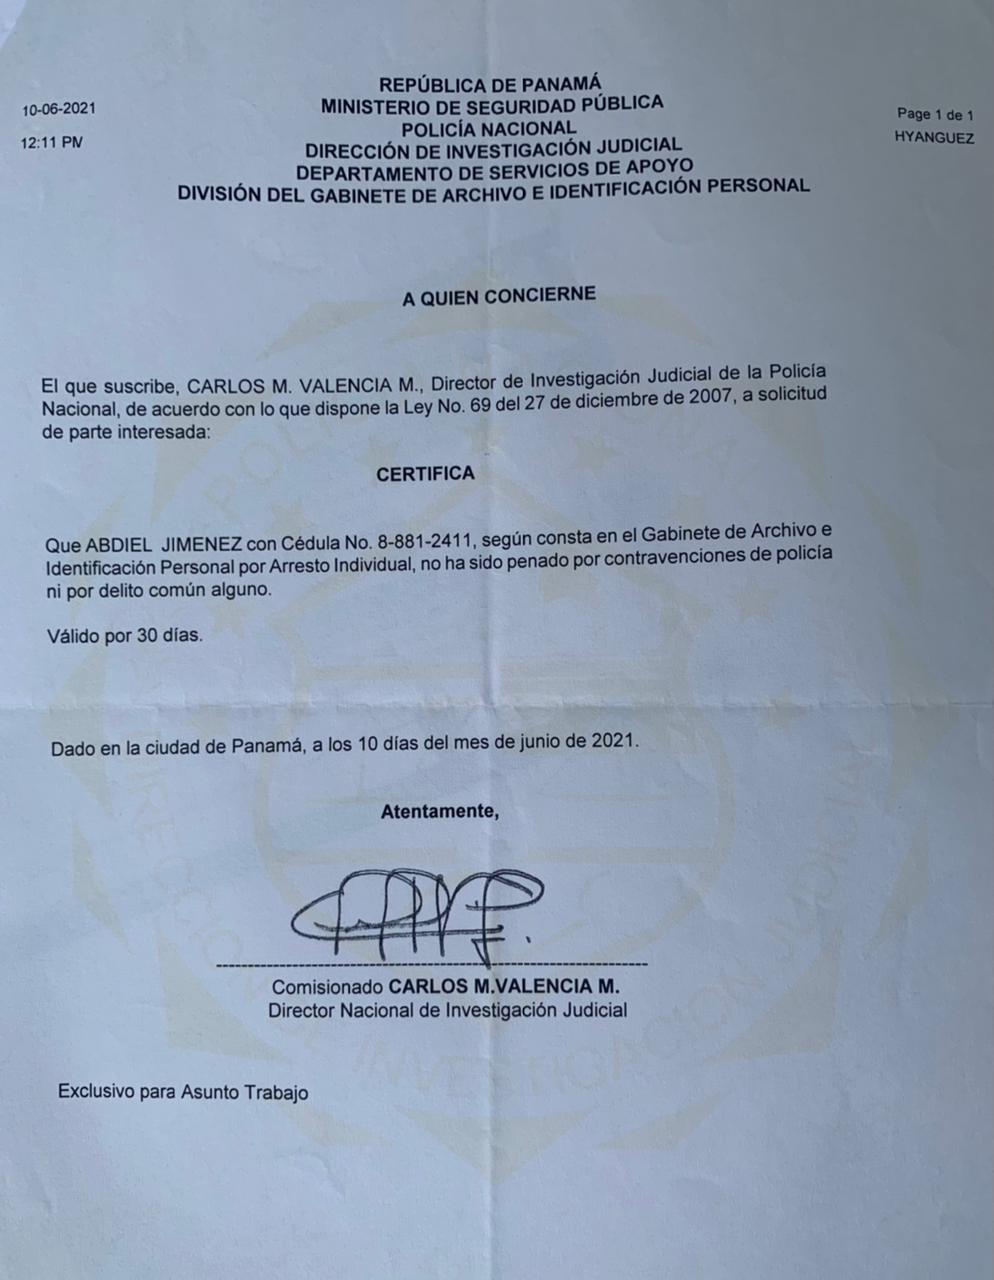 10-06-2021
12:11 PM
REPÚBLICA DE PANAMÁ
MINISTERIO DE SEGURIDAD PÚBLICA
POLICÍA NACIONAL
DIRECCIÓN DE INVESTIGACIÓN JUDICIAL
DEPARTAMENTO DE SERVICIOS DE APOYO
DIVISIÓN DEL GABINETE DE ARCHIVO E IDENTIFICACIÓN PERSONAL
Page 1 de 1
HYANGUEZ
A QUIEN CONCIERNE
El que suscribe, CARLOS M. VALENCIA M., Director de Investigación Judicial de la Policía
Nacional, de acuerdo con lo que dispone la Ley No. 69 del 27 de diciembre de 2007, a solicitud
de parte interesada:
CERTIFICA
Que ABDIEL JIMENEZ con Cédula No. 8-881-2411, según consta en el Gabinete de Archivo e
Identificación Personal por Arresto Individual, no ha sido penado por contravenciones de policía
ni por delito común alguno.
Válido por 30 días.
Dado en la ciudad de Panamá, a los 10 días del mes de junio de 2021.
Atentamente,
Comisionado CARLOS M.VALENCIA M.
Director Nacional de Investigación Judicial
Exclusivo para Asunto Trabajo
POLICIA NACIONAL
DIRECCION DE INVESTIGACION JUDICIAL